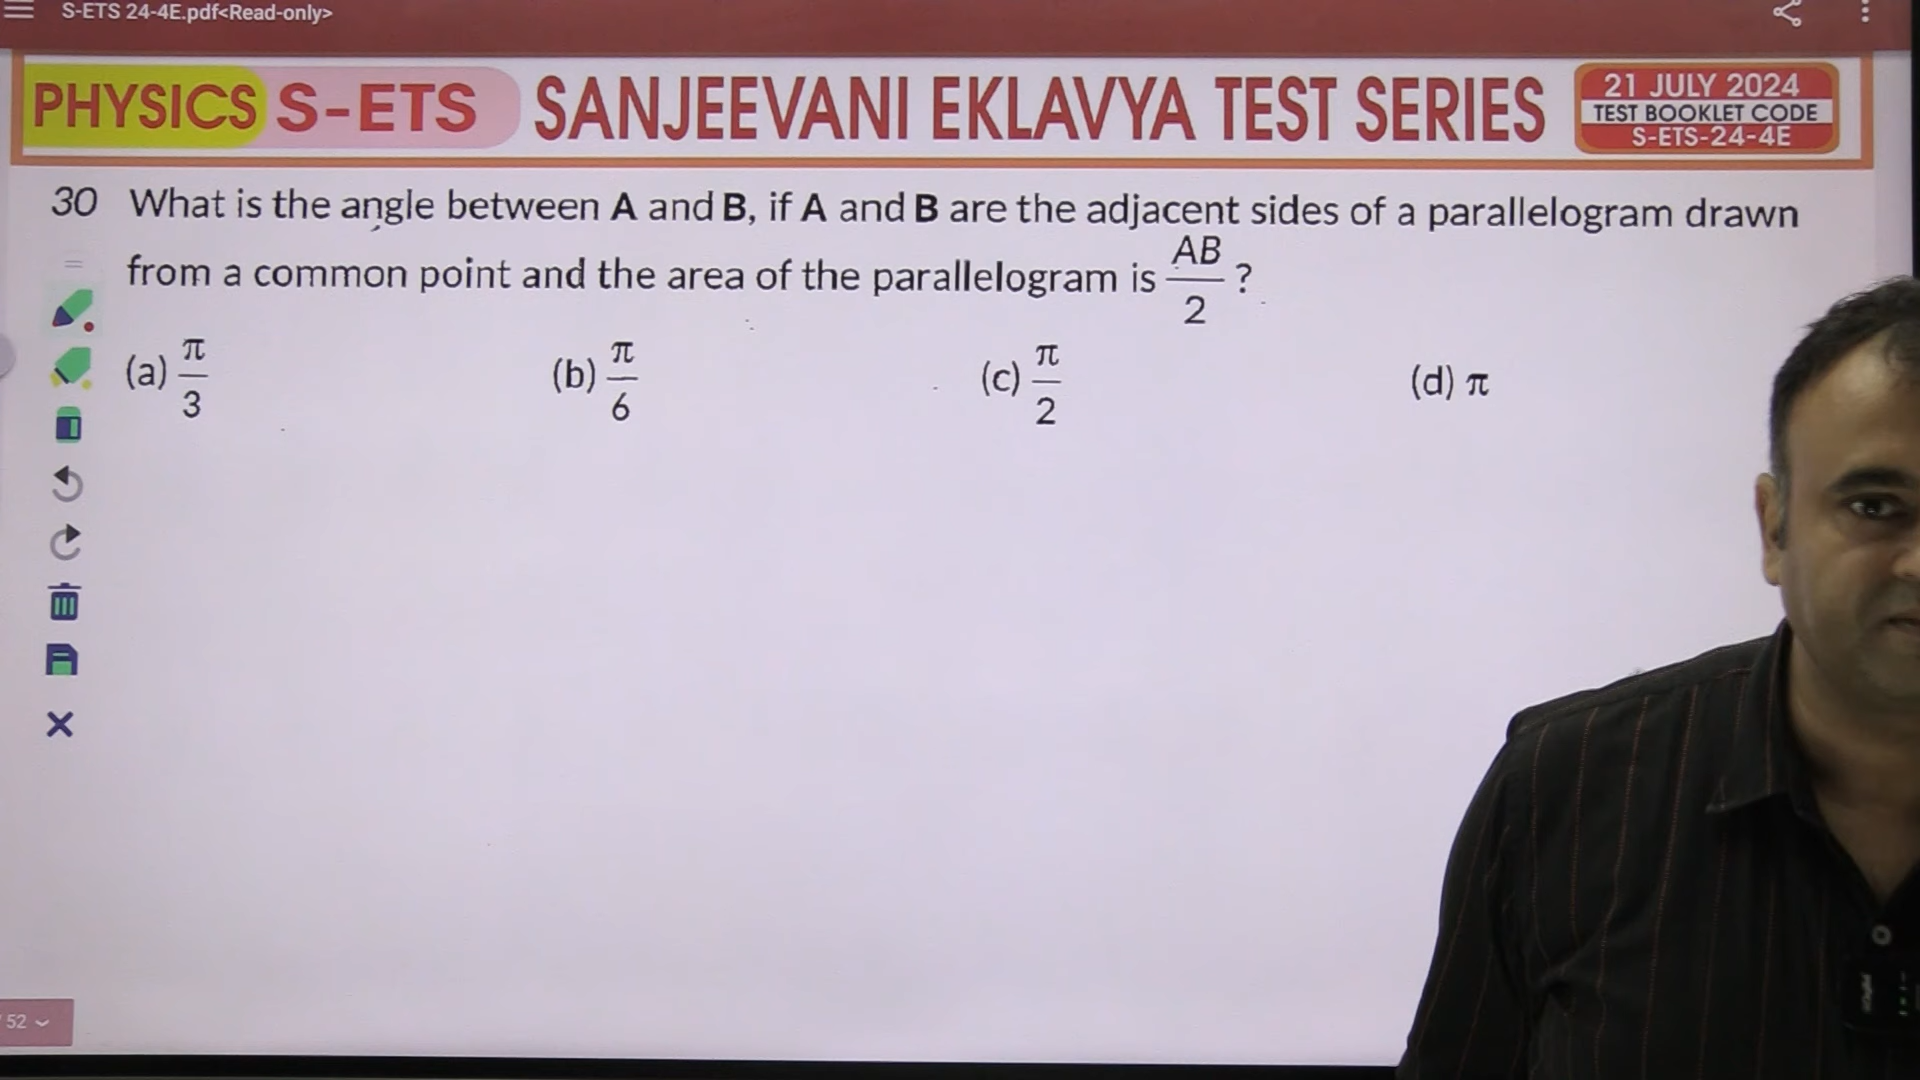 S-ETS 24-4E.pdf<Read-only>
PHYSICS S-ETS SANJEEVANI EKLAVYA TEST SERIES
21 JULY 2024
TEST BOOKLET CODE
S-ETS-24-4E
30 What is the angle between A and B, if A and B are the adjacent sides of a parallelogram drawn
from a common point and the area of the parallelogram is AB/2 ?
(a) π/3 (b) π/6 (c) π/2 (d) π
52